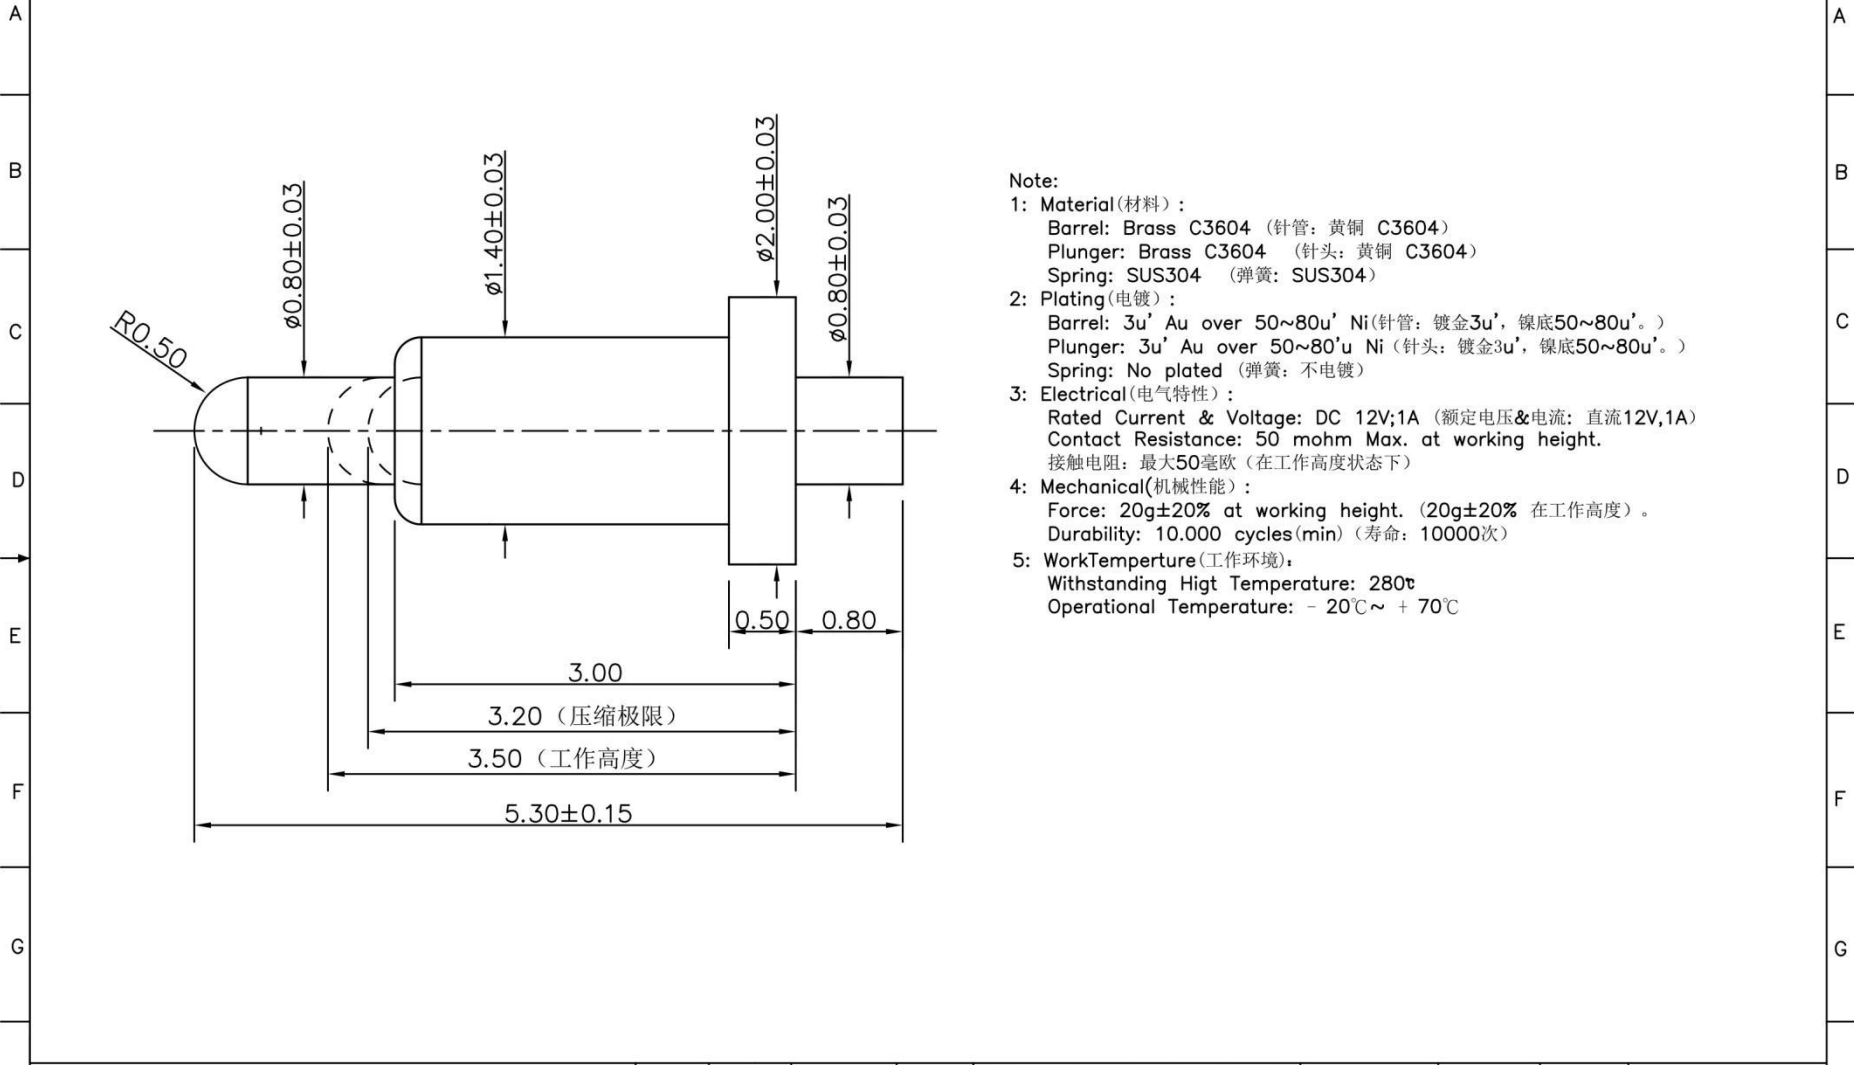 A
A
B
B
C
C
D
D
E
E
F
F
G
G
R0.50
ø0.80±0.03
ø1.40±0.03
ø2.00±0.03
ø0.80±0.03
0.50
0.80
3.00
3.20（压缩极限）
3.50（工作高度）
5.30±0.15
Note:
1: Material(材料）:
Barrel: Brass C3604 （针管：黄铜 C3604）
Plunger: Brass C3604 （针头：黄铜 C3604）
Spring: SUS304 （弹簧: SUS304）
2: Plating(电镀）:
Barrel: 3u' Au over 50~80u' Ni(针管：镀金3u'，镍底50~80u'。）
Plunger: 3u' Au over 50~80'u Ni（针头：镀金3u'，镍底50~80u'。）
Spring: No plated （弹簧：不电镀）
3: Electrical(电气特性）:
Rated Current & Voltage: DC 12V;1A （额定电压&电流: 直流12V,1A）
Contact Resistance: 50 mohm Max. at working height.
接触电阻：最大50毫欧（在工作高度状态下）
4: Mechanical(机械性能）:
Force: 20g±20% at working height. （20g±20% 在工作高度）。
Durability: 10.000 cycles(min)（寿命：10000次）
5: WorkTemperture(工作环境):
Withstanding Higt Temperature: 280℃
Operational Temperature: - 20℃~ + 70℃